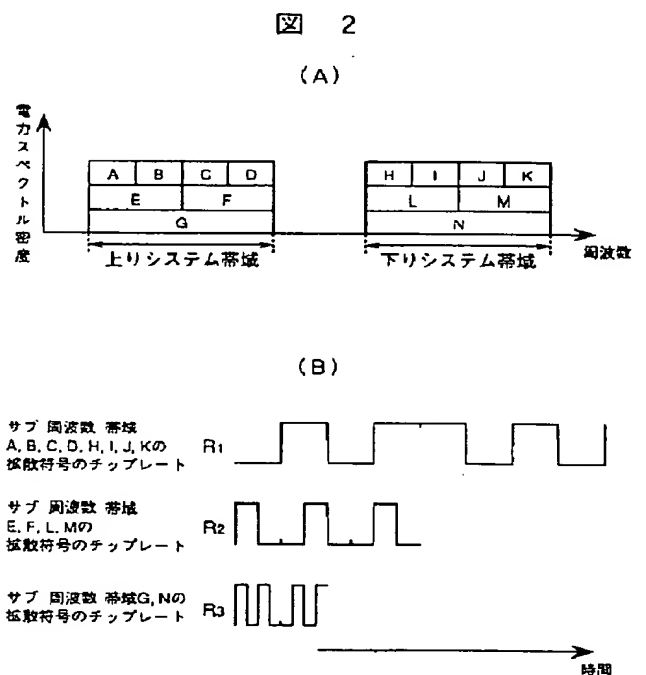 図 2
(A)
電力スペクトル密度
A B C D
E F
G
H I J K
L M
N
上りシステム帯域
下りシステム帯域
周波数
(B)
サブ 周波数 帯域
A, B, C, D, H, I, J, Kの
拡散符号のチップレート
R1
サブ 周波数 帯域
E, F, L, Mの
拡散符号のチップレート
R2
サブ 周波数 帯域G, Nの
拡散符号のチップレート
R3
時間